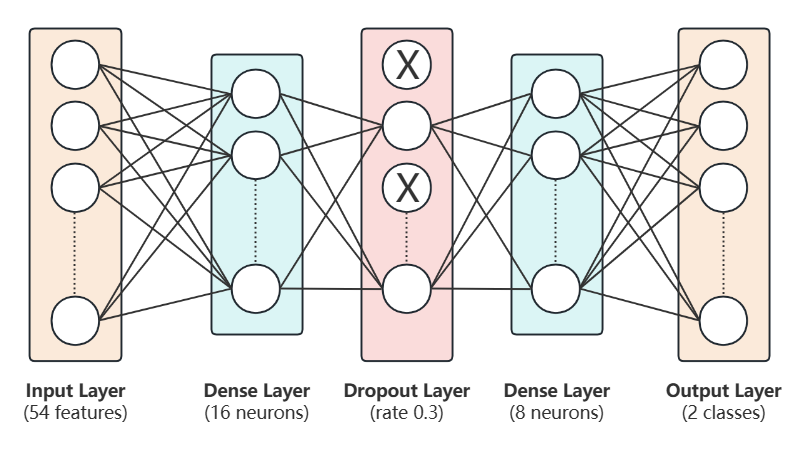 X
X
Input Layer
(54 features)
Dense Layer
(16 neurons)
Dropout Layer
(rate 0.3)
Dense Layer
(8 neurons)
Output Layer
(2 classes)